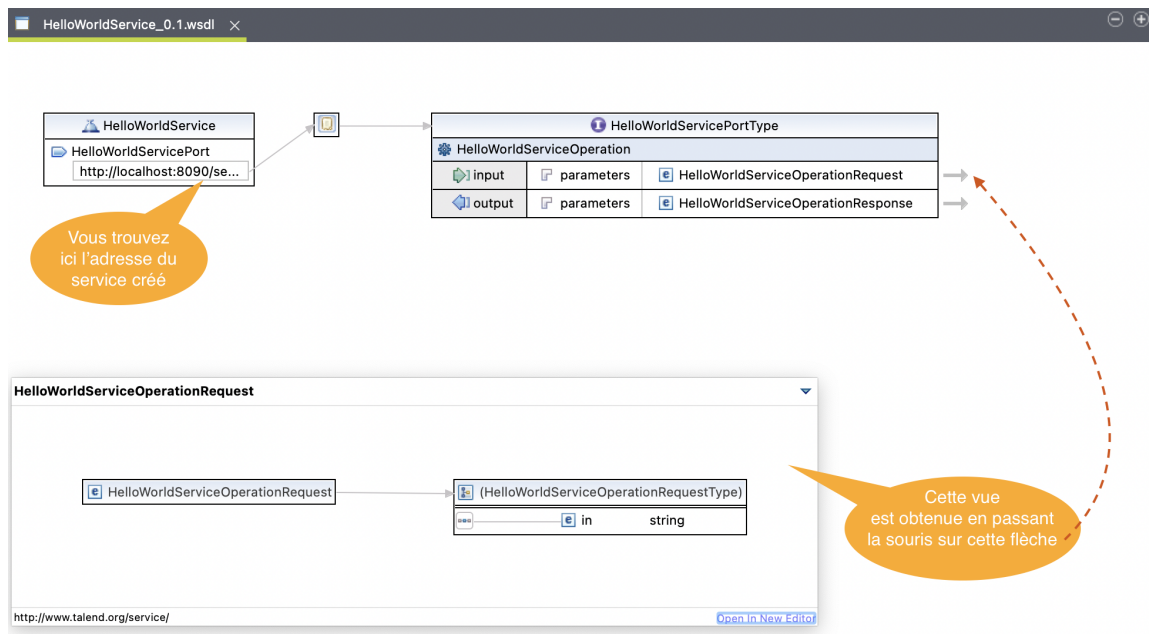 HelloWorldService_0.1.wsdl
HelloWorldService
HelloWorldServicePort
http://localhost:8090/se...
HelloWorldServicePortType
HelloWorldServiceOperation
input parameters e HelloWorldServiceOperationRequest
output parameters e HelloWorldServiceOperationResponse
Vous trouvez
ici l'adresse du
service créé
HelloWorldServiceOperationRequest
e HelloWorldServiceOperationRequest
(HelloWorldServiceOperationRequestType)
e in string
Cette vue
est obtenue en passant
la souris sur cette flèche
http://www.talend.org/service/
Open In New Editor